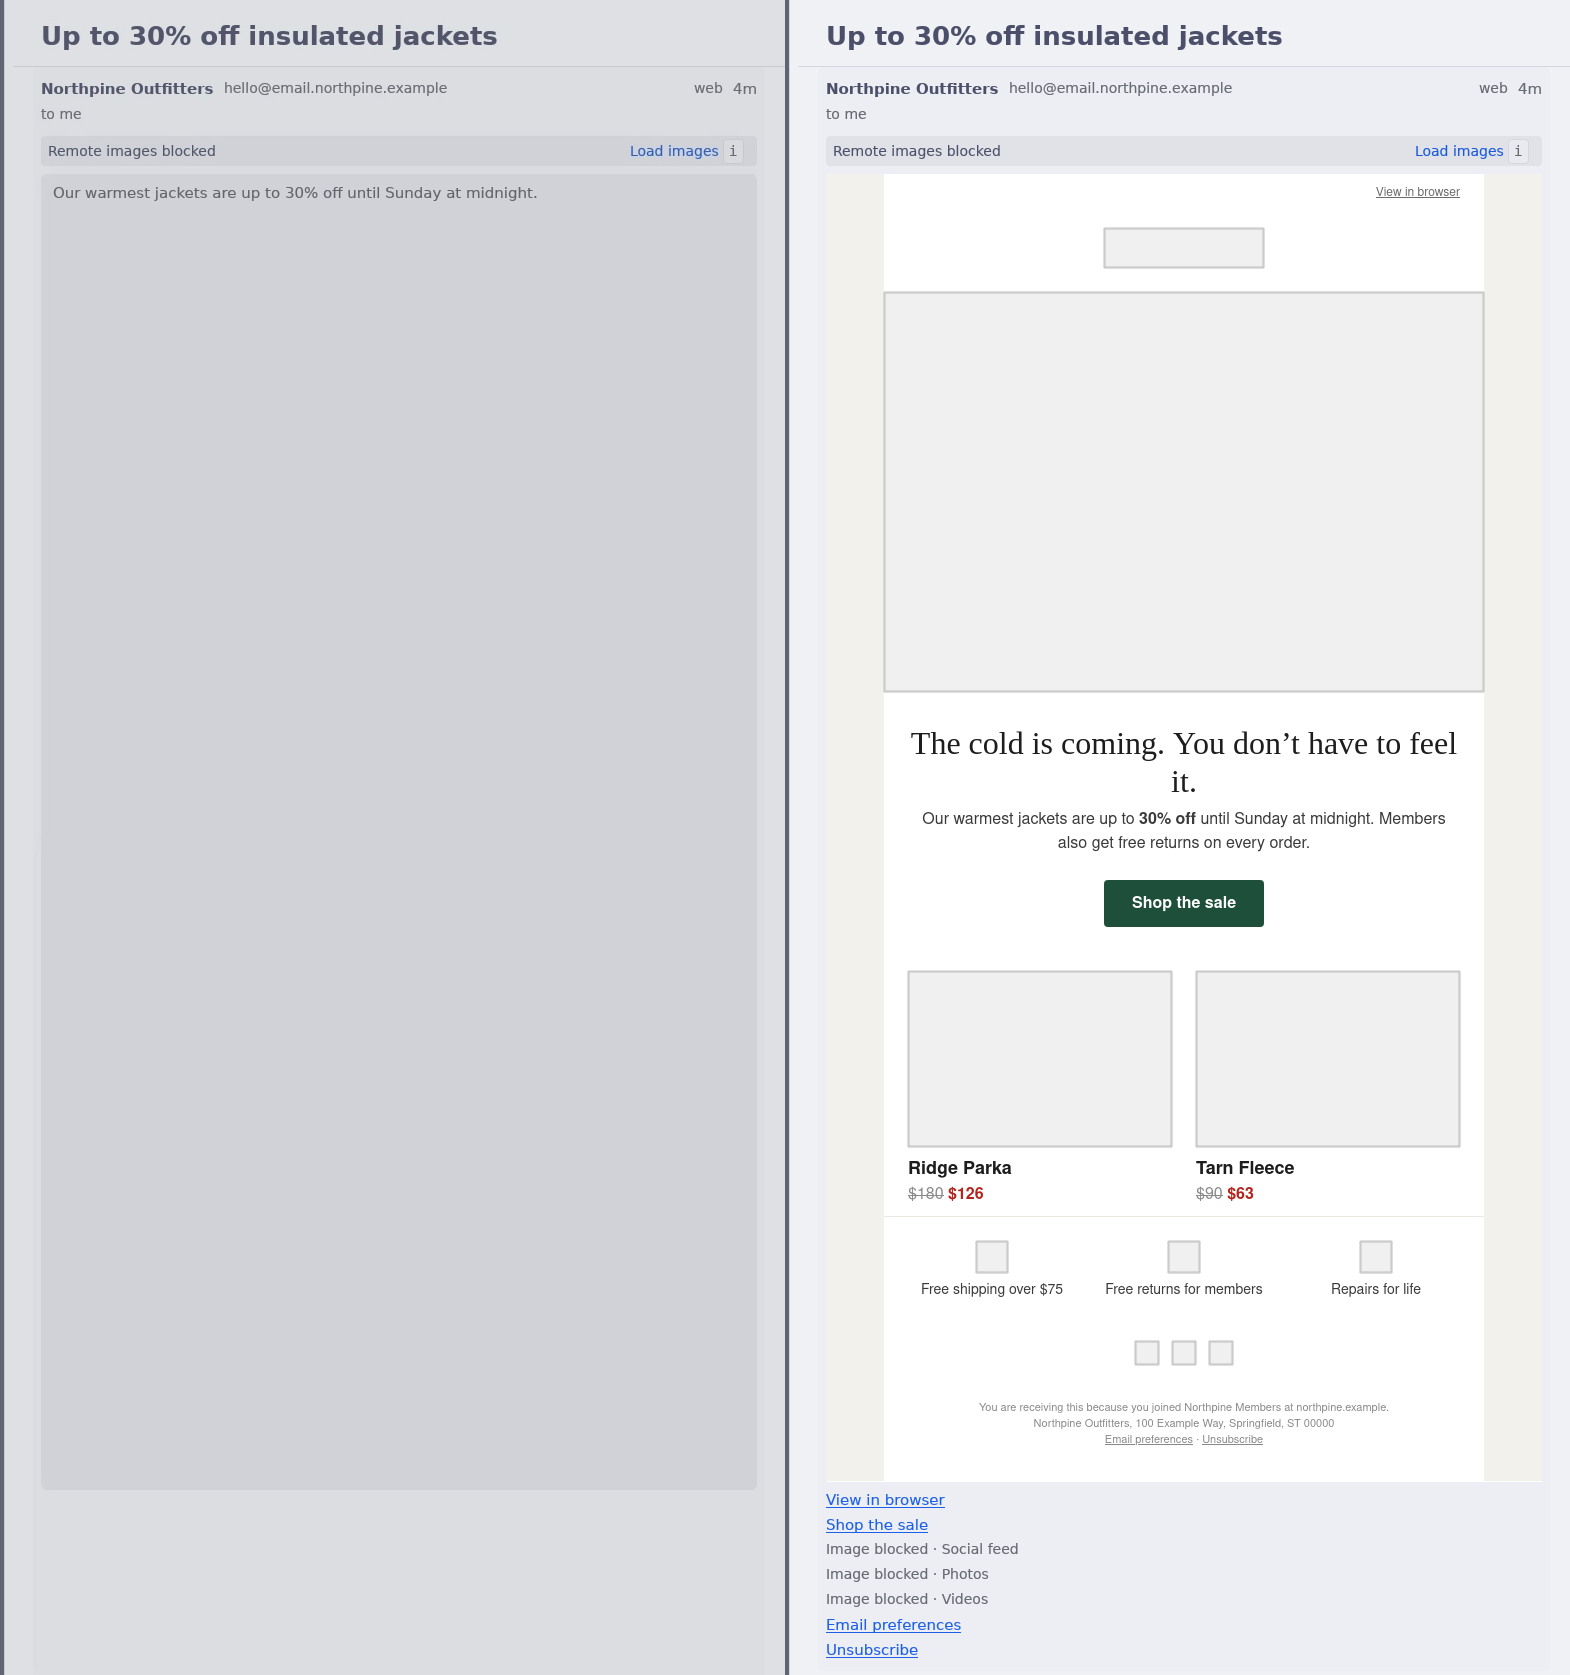 Up to 30% off insulated jackets
Northpine Outfitters hello@email.northpine.example web 4m
to me
Remote images blocked Load images i
Our warmest jackets are up to 30% off until Sunday at midnight.
Up to 30% off insulated jackets
Northpine Outfitters hello@email.northpine.example web 4m
to me
Remote images blocked Load images i
View in browser
The cold is coming. You don’t have to feel
it.
Our warmest jackets are up to 30% off until Sunday at midnight. Members
also get free returns on every order.
Shop the sale
Ridge Parka Tarn Fleece
$180 $126 $90 $63
Free shipping over $75 Free returns for members Repairs for life
You are receiving this because you joined Northpine Members at northpine.example.
Northpine Outfitters, 100 Example Way, Springfield, ST 00000
Email preferences · Unsubscribe
View in browser
Shop the sale
Image blocked · Social feed
Image blocked · Photos
Image blocked · Videos
Email preferences
Unsubscribe